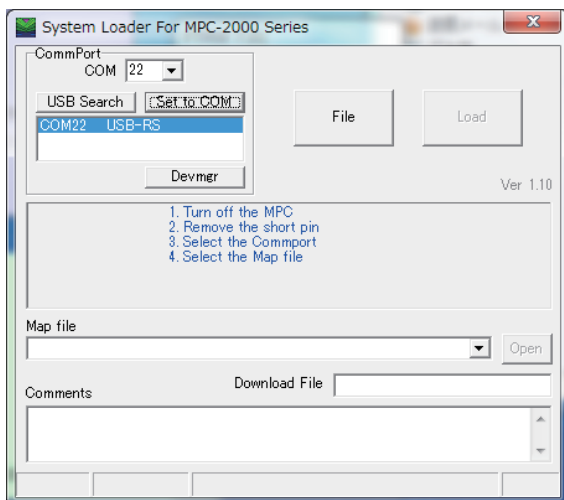 System Loader For MPC-2000 Series
CommPort
COM 22
USB Search Set to COM
COM22 USB-RS
Devmgr
File Load
Ver 1.10
1. Turn off the MPC
2. Remove the short pin
3. Select the Commport
4. Select the Map file
Map file
Open
Download File
Comments